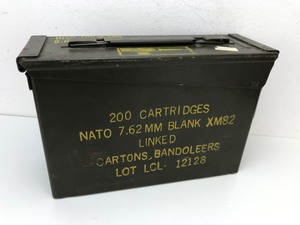 200 CARTRIDGES
NATO 7.62 MM BLANK XM82
LINKED
CARTONS, BANDOLEERS
LOT LCL- 12128